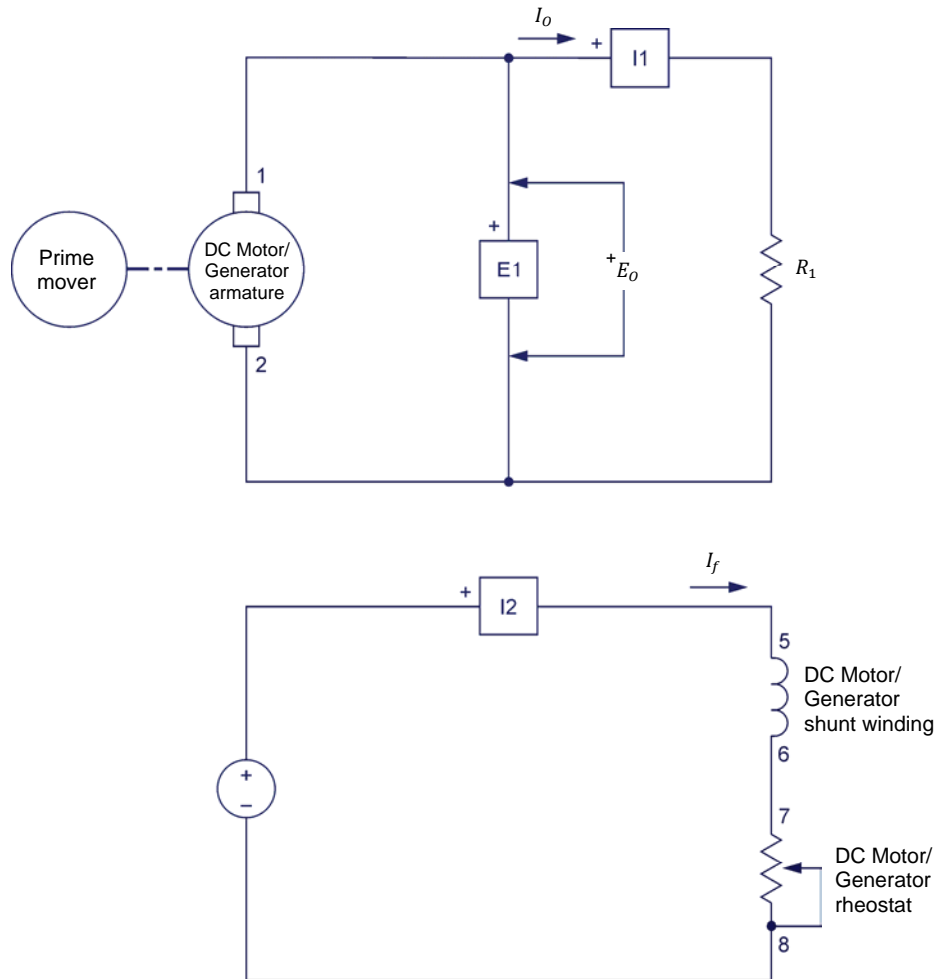 I_O
+ I1
1
Prime
mover
DC Motor/
Generator
armature
+
E1
+
E_O
R_1
2
I_f
+ I2
5
DC Motor/
Generator
shunt winding
6
+
−
7
DC Motor/
Generator
rheostat
8